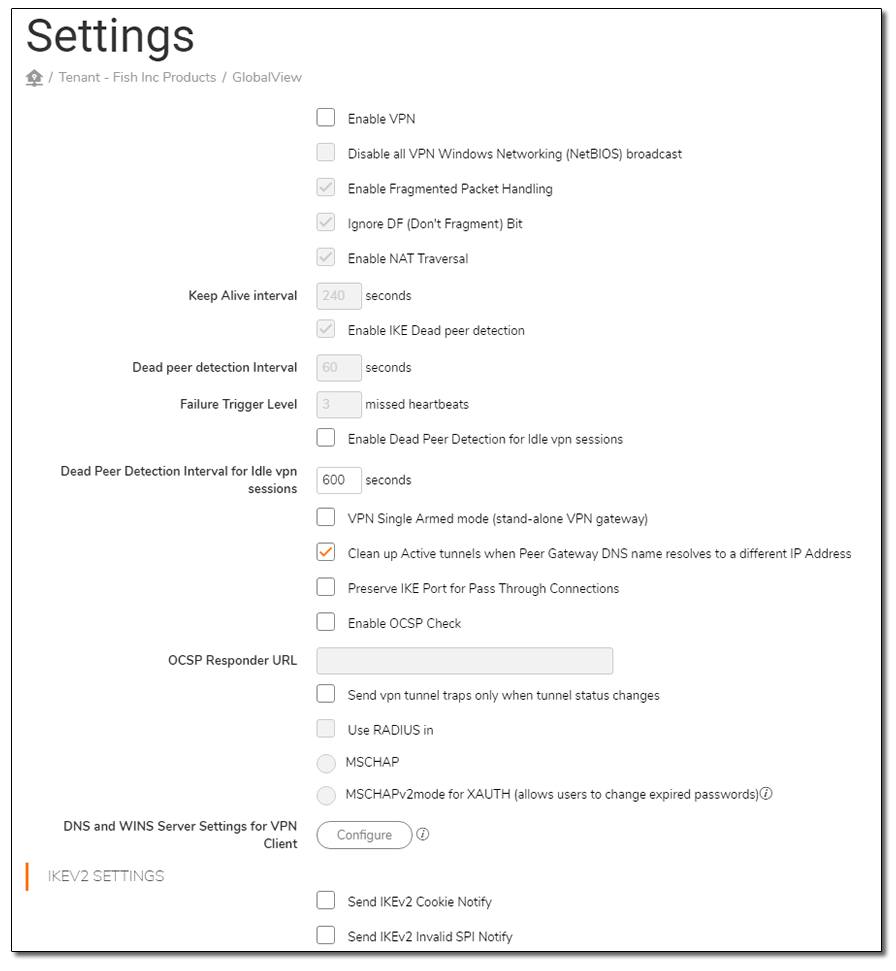 Settings
/ Tenant - Fish Inc Products / GlobalView
Enable VPN
Disable all VPN Windows Networking (NetBIOS) broadcast
Enable Fragmented Packet Handling
Ignore DF (Don't Fragment) Bit
Enable NAT Traversal
Keep Alive interval 240 seconds
Enable IKE Dead peer detection
Dead peer detection Interval 60 seconds
Failure Trigger Level 3 missed heartbeats
Enable Dead Peer Detection for Idle vpn sessions
Dead Peer Detection Interval for Idle vpn
sessions 600 seconds
VPN Single Armed mode (stand-alone VPN gateway)
Clean up Active tunnels when Peer Gateway DNS name resolves to a different IP Address
Preserve IKE Port for Pass Through Connections
Enable OCSP Check
OCSP Responder URL
Send vpn tunnel traps only when tunnel status changes
Use RADIUS in
MSCHAP
MSCHAPv2mode for XAUTH (allows users to change expired passwords)
DNS and WINS Server Settings for VPN
Client Configure
IKEV2 SETTINGS
Send IKEv2 Cookie Notify
Send IKEv2 Invalid SPI Notify